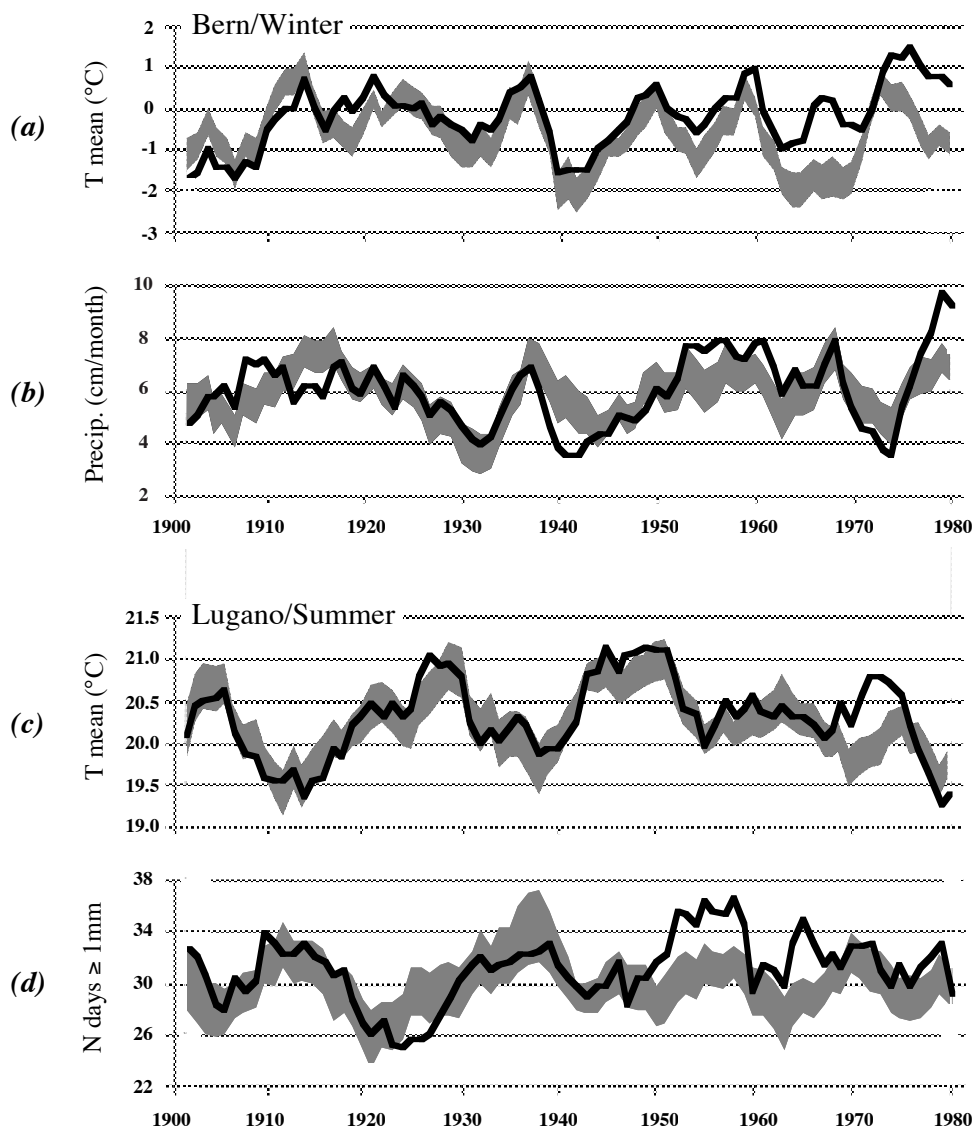 Bern/Winter
(a)
T mean (°C)
2
1
0
-1
-2
-3
(b)
Precip. (cm/month)
10
8
6
4
2
1900 1910 1920 1930 1940 1950 1960 1970 1980
Lugano/Summer
(c)
T mean (°C)
21.5
21.0
20.5
20.0
19.5
19.0
(d)
N days ≥ 1mm
38
34
30
26
22
1900 1910 1920 1930 1940 1950 1960 1970 1980